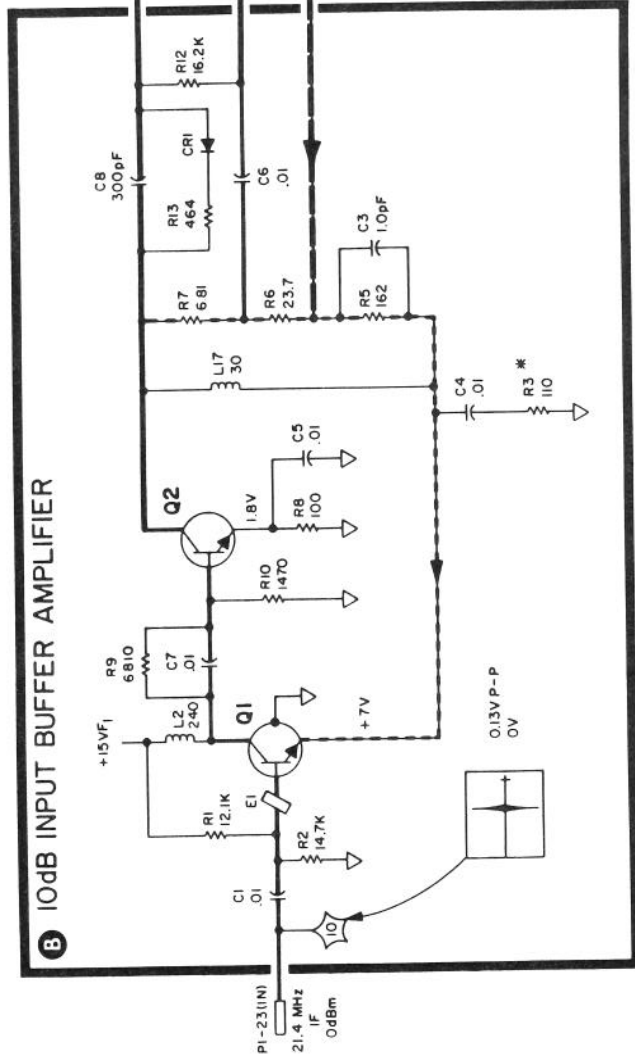 B 10dB INPUT BUFFER AMPLIFIER
P1-23(IN)
21.4 MHz
IF
0dBm
10
C1
.01
R2
14.7K
R1
12.1K
+15VF1
E1
L2
240
Q1
R9
6810
C7
.01
R10
1470
Q2
1.8V
R8
100
C5
.01
+7V
0.13V P-P
0V
L17
30
C4
.01
R3 *
110
R7
6.81
R6
23.7
R5
162
C3
1.0pF
R13
464
CR1
C8
300pF
C6
.01
R12
16.2K